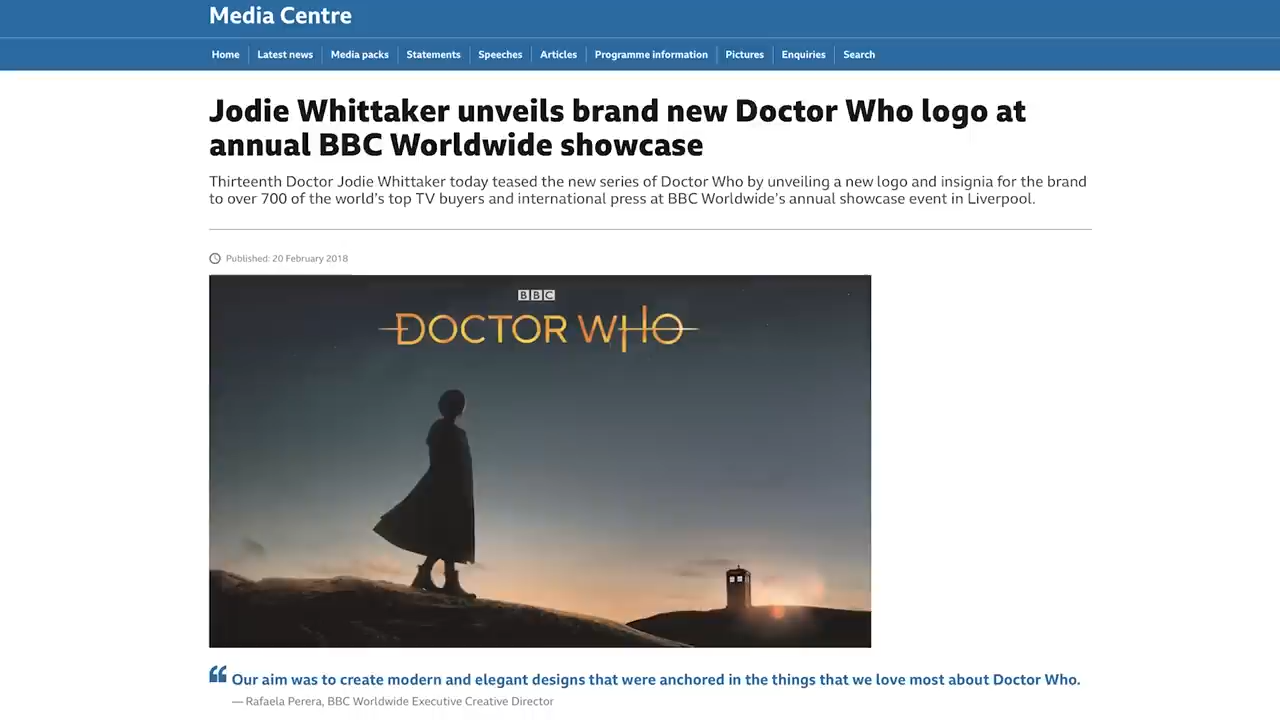 Media Centre
Home
Latest news
Media packs
Statements
Speeches
Articles
Programme information
Pictures
Enquiries
Search
Jodie Whittaker unveils brand new Doctor Who logo at
annual BBC Worldwide showcase
Thirteenth Doctor Jodie Whittaker today teased the new series of Doctor Who by unveiling a new logo and insignia for the brand
to over 700 of the world's top TV buyers and international press at BBC Worldwide's annual showcase event in Liverpool.
Published: 20 February 2018
BBC
DOCTOR WHO
“ Our aim was to create modern and elegant designs that were anchored in the things that we love most about Doctor Who.
— Rafaela Perera, BBC Worldwide Executive Creative Director